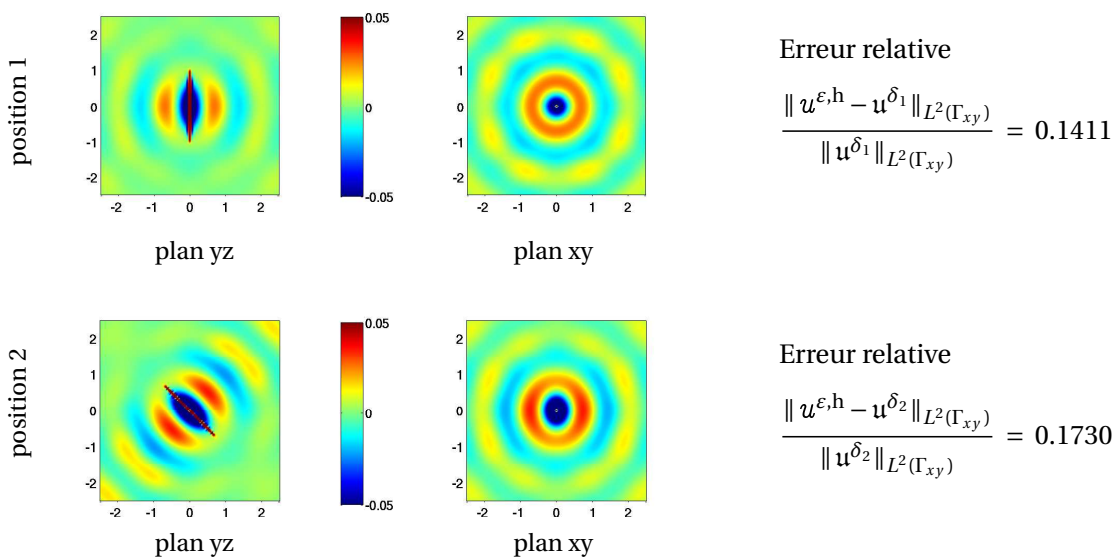 position 1
2
1
0
-1
-2
-2 -1 0 1 2
plan yz
0.05
0
-0.05
2
1
0
-1
-2
-2 -1 0 1 2
plan xy
Erreur relative
‖ u^{ε,h} − 𝔲^{δ_1} ‖_{L^2(Γ_{xy})} / ‖ 𝔲^{δ_1} ‖_{L^2(Γ_{xy})} = 0.1411
position 2
2
1
0
-1
-2
-2 -1 0 1 2
plan yz
0.05
0
-0.05
2
1
0
-1
-2
-2 -1 0 1 2
plan xy
Erreur relative
‖ u^{ε,h} − 𝔲^{δ_2} ‖_{L^2(Γ_{xy})} / ‖ 𝔲^{δ_2} ‖_{L^2(Γ_{xy})} = 0.1730